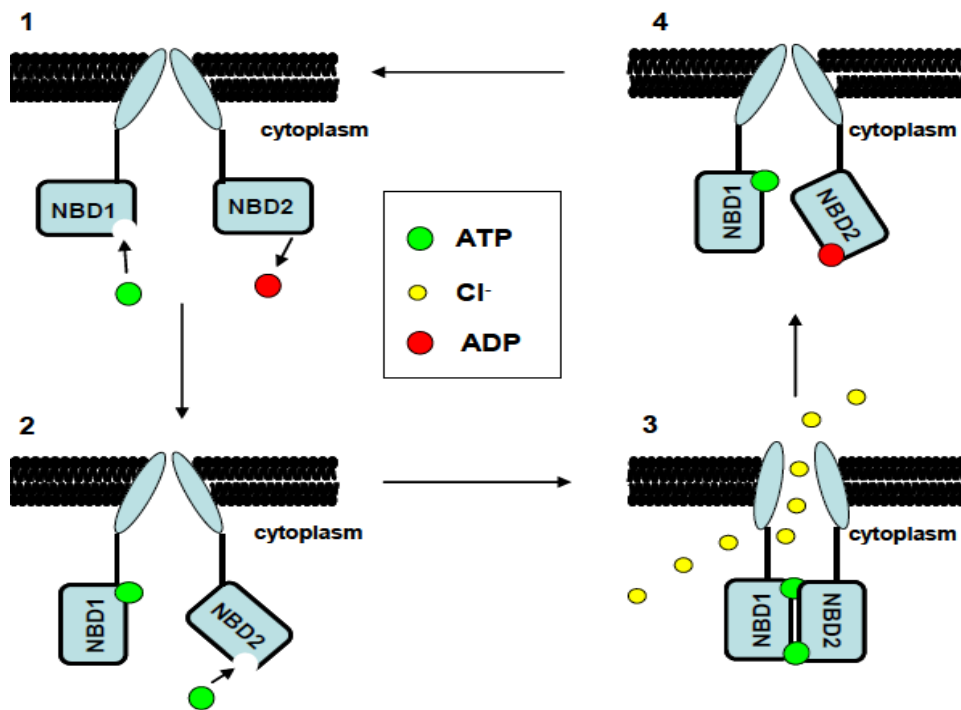 1
cytoplasm
NBD1
NBD2
4
cytoplasm
NBD1
NBD2
ATP
Cl-
ADP
2
cytoplasm
NBD1
NBD2
3
cytoplasm
NBD1
NBD2